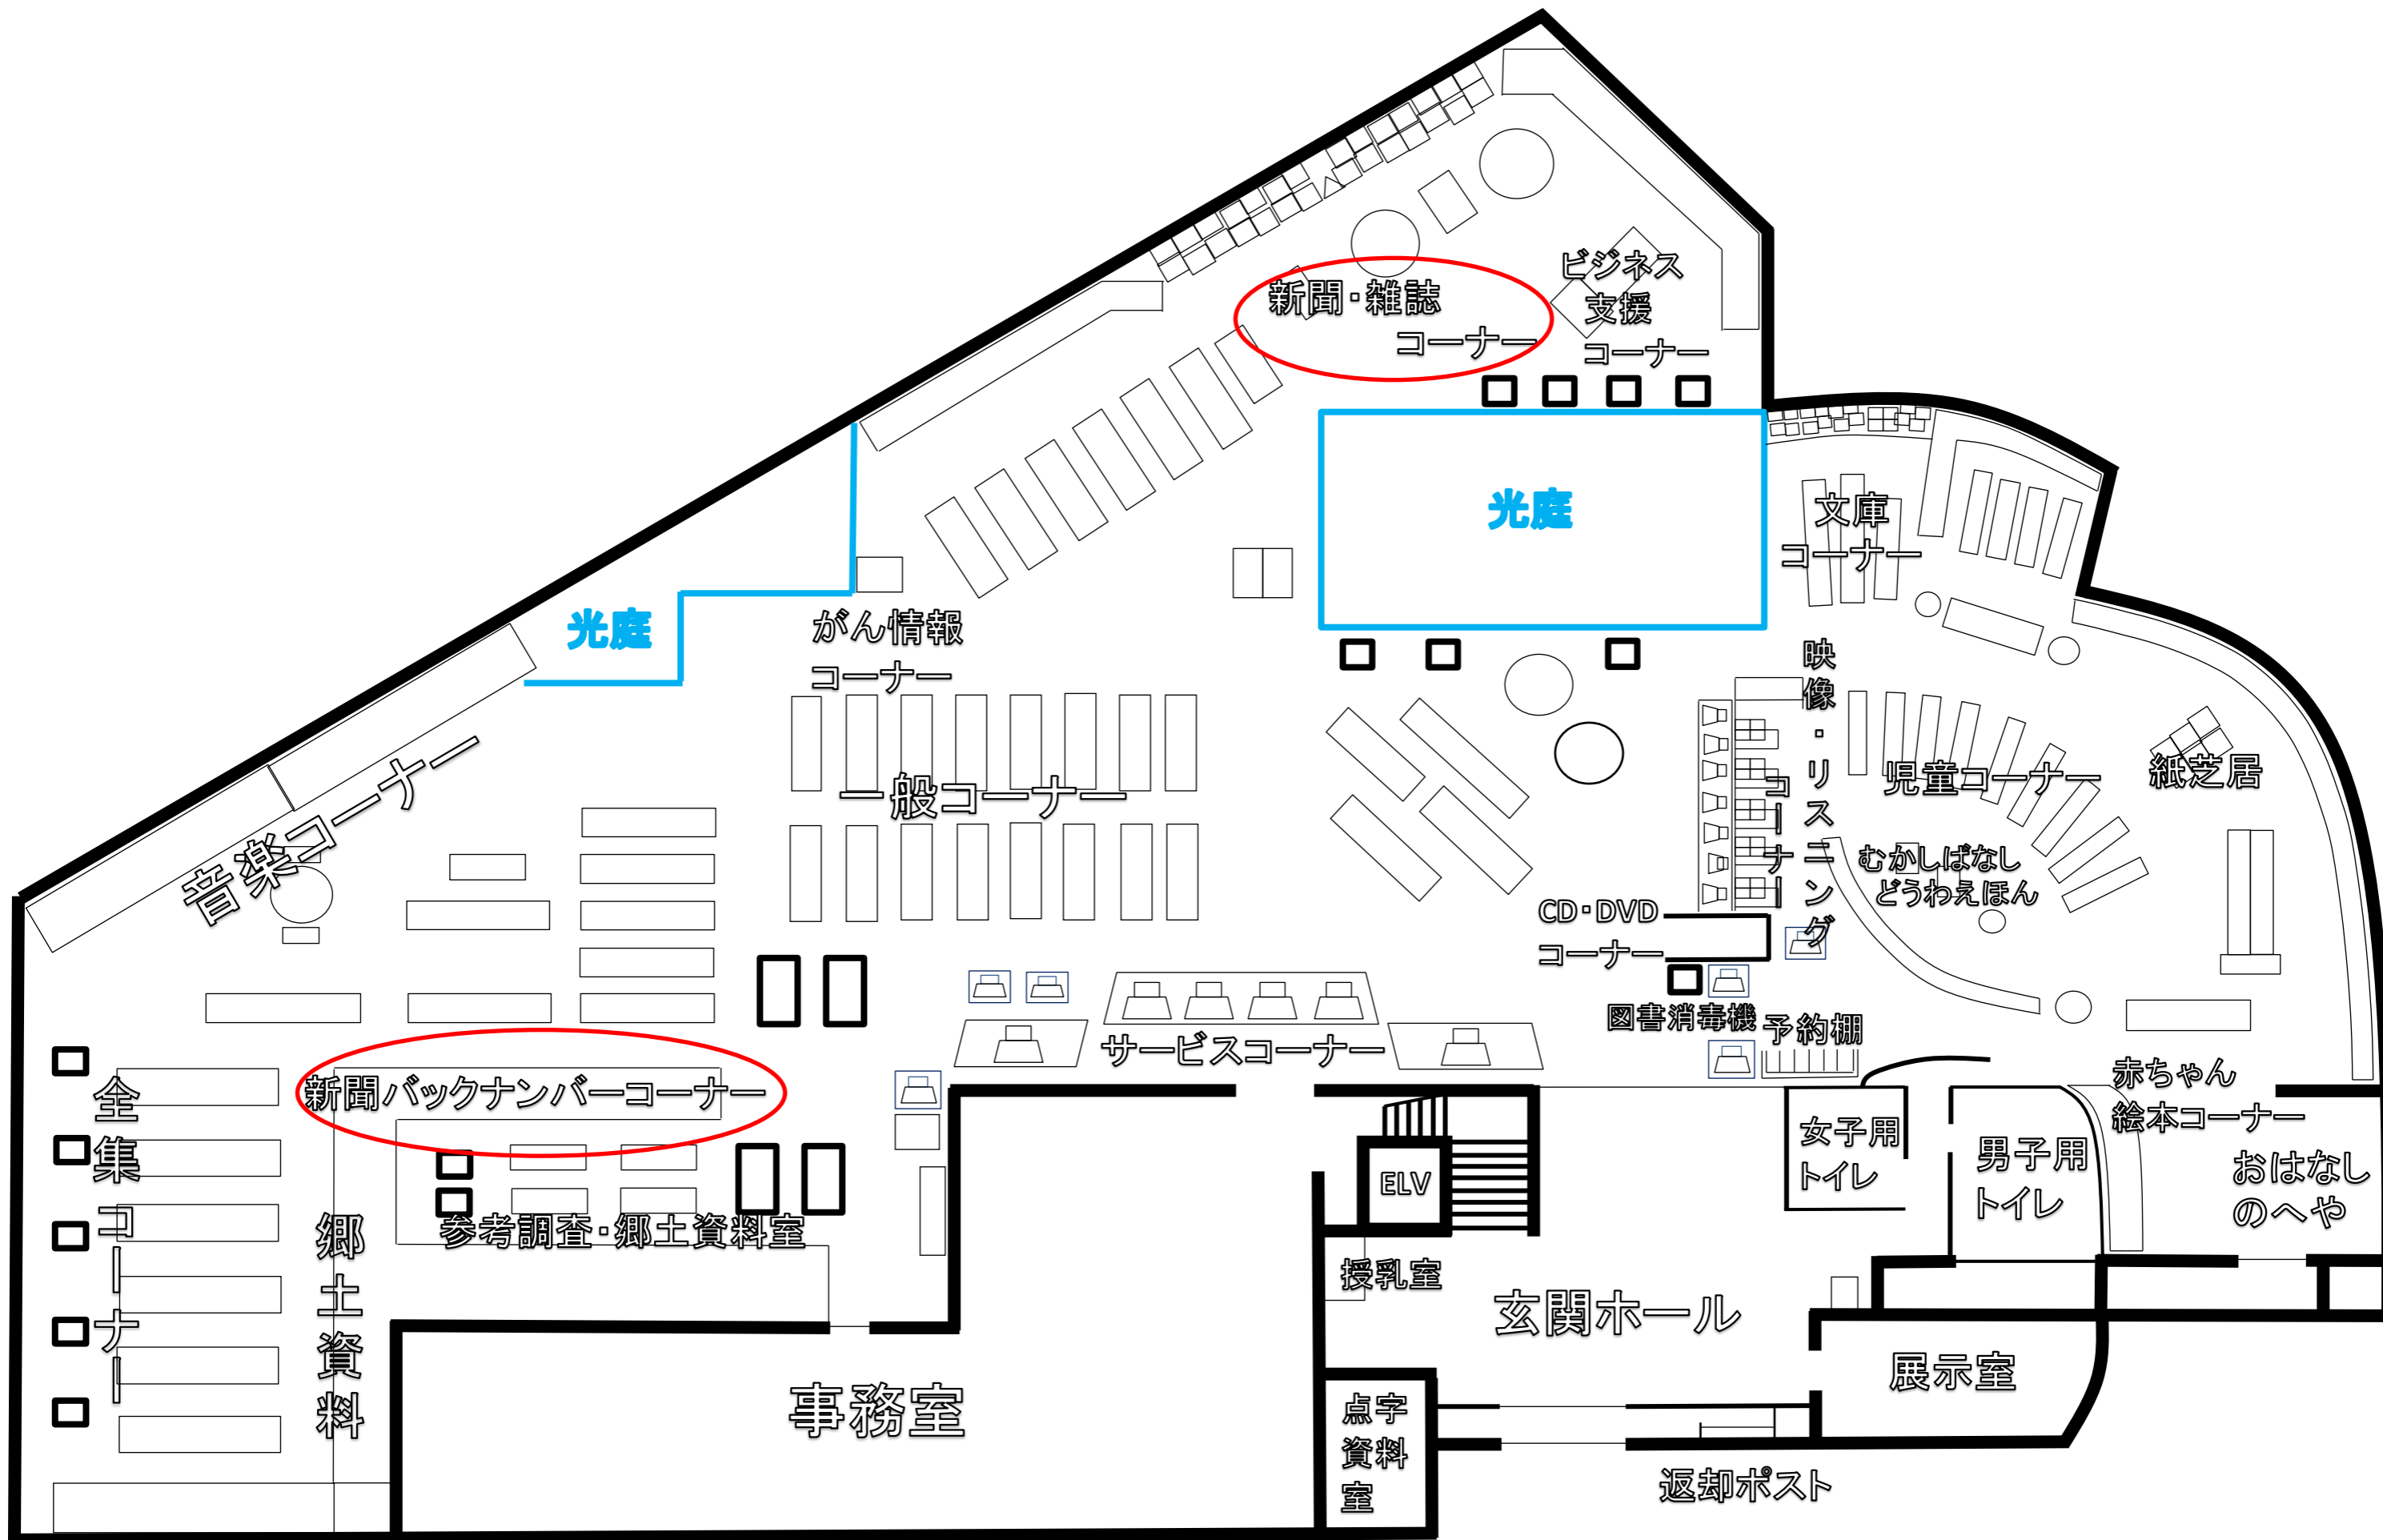 新聞・雑誌
コーナー
ビジネス
支援
コーナー
光庭
文庫
コーナー
光庭
がん情報
コーナー
音楽コーナー
一般コーナー
映像・リスニング
コーナー
児童コーナー
紙芝居
むかしばなし
どうわえほん
CD・DVD
コーナー
図書消毒機
予約棚
サービスコーナー
新聞バックナンバーコーナー
全集コーナー
郷土資料
参考調査・郷土資料室
ELV
授乳室
女子用
トイレ
男子用
トイレ
赤ちゃん
絵本コーナー
おはなし
のへや
玄関ホール
事務室
点字
資料
室
展示室
返却ポスト